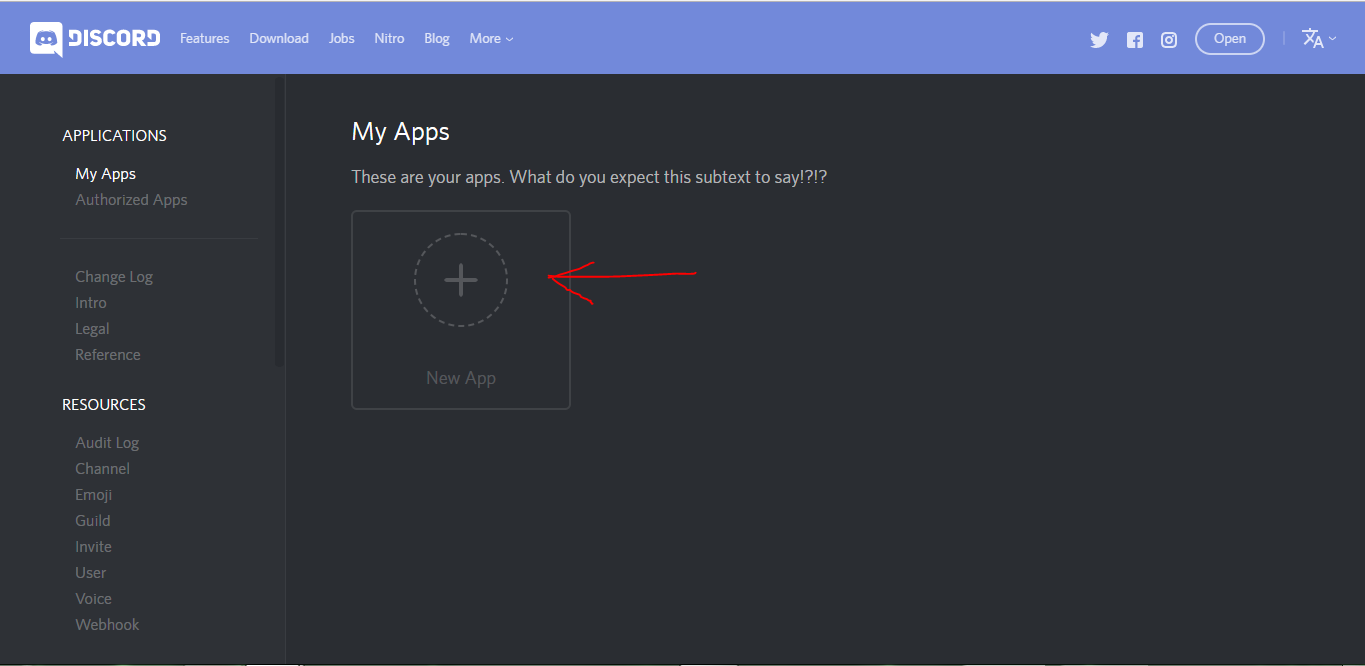 DISCORD Features Download Jobs Nitro Blog More Open
APPLICATIONS
My Apps
Authorized Apps
Change Log
Intro
Legal
Reference
RESOURCES
Audit Log
Channel
Emoji
Guild
Invite
User
Voice
Webhook
My Apps
These are your apps. What do you expect this subtext to say!?!?
New App